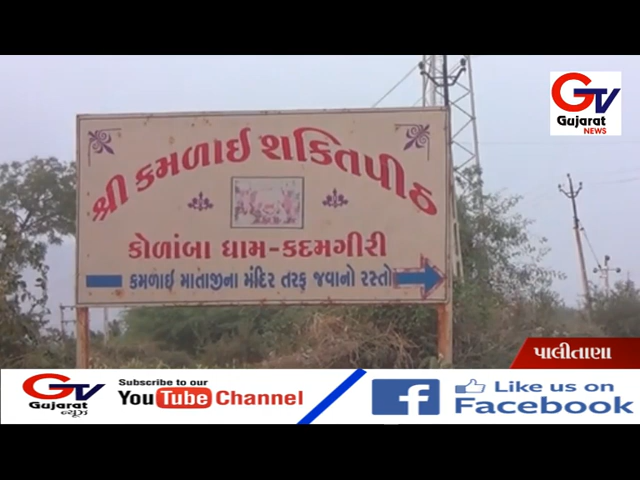 GTV
Gujarat
NEWS
શ્રી કમળાઈ શક્તિપીઠ
કોળાંબા ધામ-કદમગીરી
કમળાઈ માતાજીના મંદિર તરફ જવાનો રસ્તો
પાલીતાણા
GTV
Gujarat
ન્યૂઝ
Subscribe to our
YouTube Channel
f
Like us on
Facebook